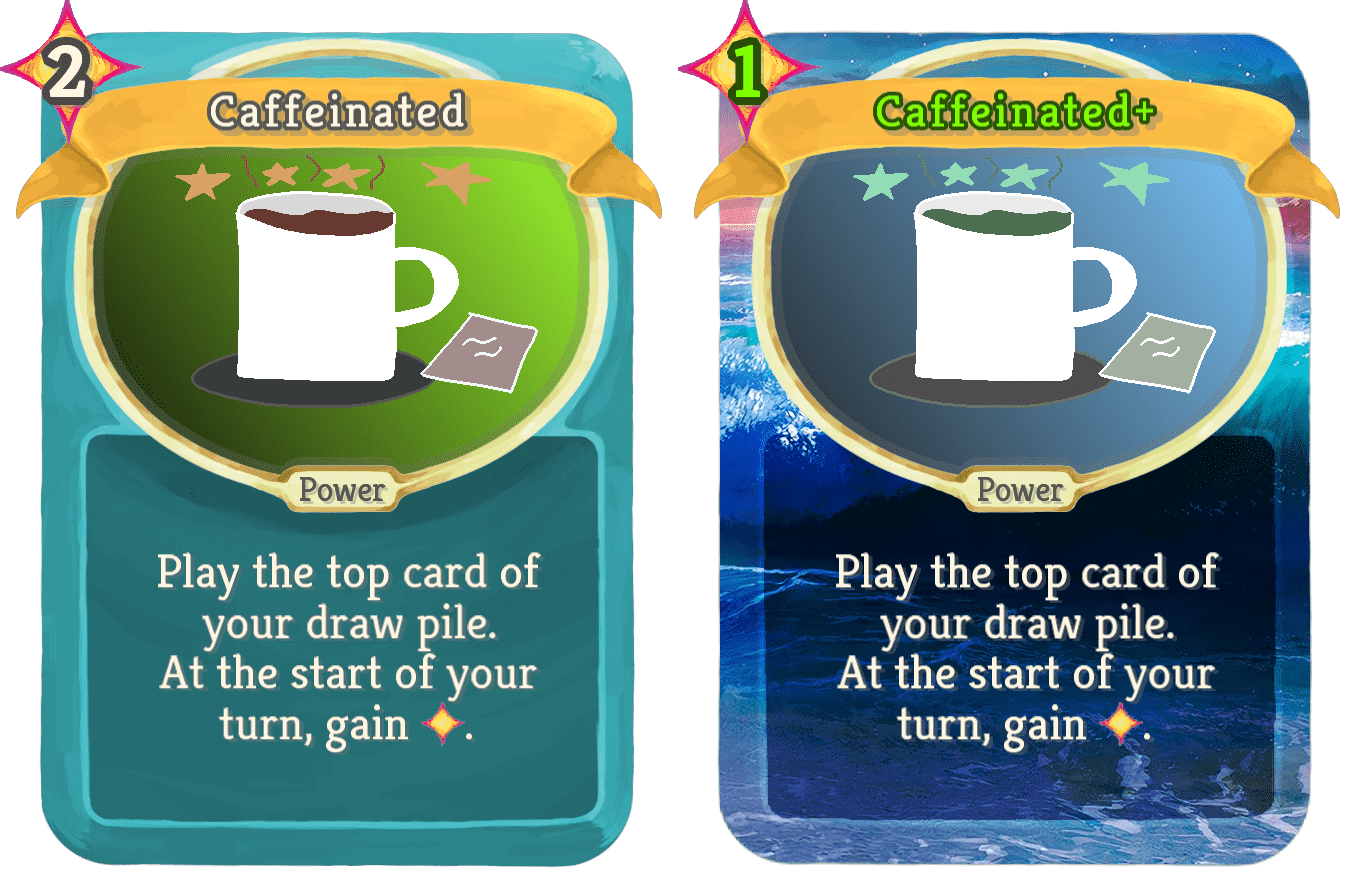 2
Caffeinated
Power
Play the top card of
your draw pile.
At the start of your
turn, gain .
1
Caffeinated+
Power
Play the top card of
your draw pile.
At the start of your
turn, gain .